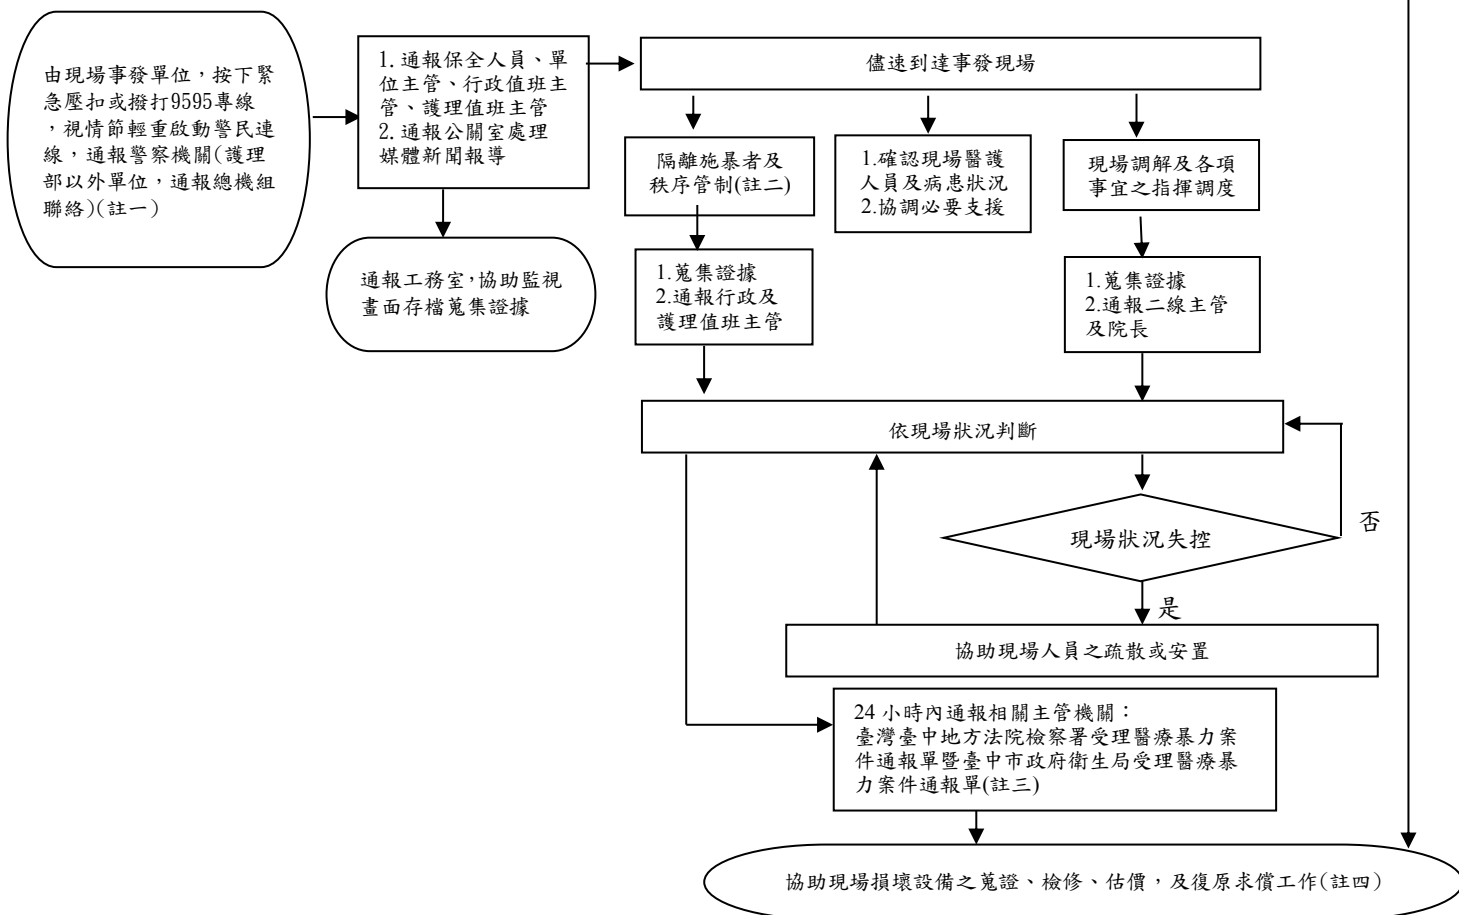 由現場事發單位，按下緊
急壓扣或撥打9595專線
，視情節輕重啟動警民連
線，通報警察機關(護理
部以外單位，通報總機組
聯絡)(註一)
1. 通報保全人員、單
位主管、行政值班主
管、護理值班主管
2. 通報公關室處理
媒體新聞報導
儘速到達事發現場
通報工務室，協助監視
畫面存檔蒐集證據
隔離施暴者及
秩序管制(註二)
1.確認現場醫護
人員及病患狀況
2.協調必要支援
現場調解及各項
事宜之指揮調度
1.蒐集證據
2.通報行政及
護理值班主管
1.蒐集證據
2.通報二線主管
及院長
依現場狀況判斷
現場狀況失控
否
是
協助現場人員之疏散或安置
24 小時內通報相關主管機關：
臺灣臺中地方法院檢察署受理醫療暴力案
件通報單暨臺中市政府衛生局受理醫療暴
力案件通報單(註三)
協助現場損壞設備之蒐證、檢修、估價，及復原求償工作(註四)